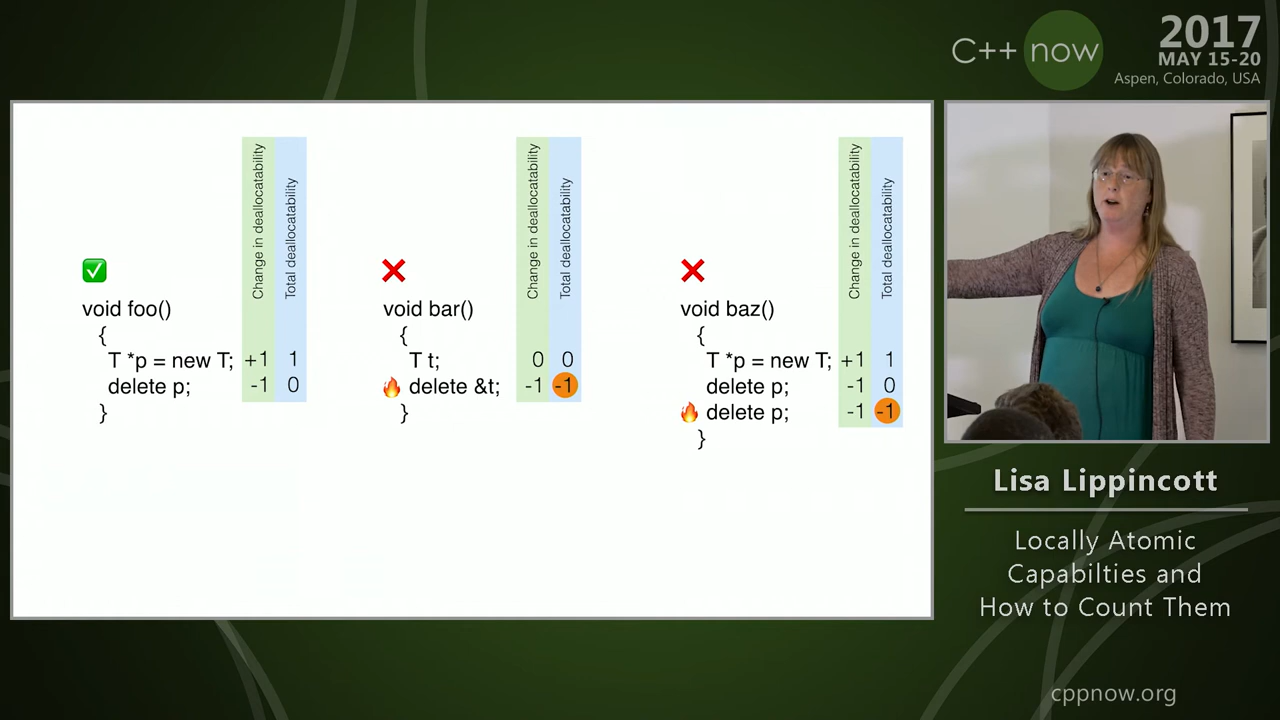 C++ now
2017
MAY 15-20
Aspen, Colorado, USA
Change in deallocatability
Total deallocatability
void foo()
{
T *p = new T; +1 1
delete p; -1 0
}
Change in deallocatability
Total deallocatability
void bar()
{
T t; 0 0
delete &t; -1 -1
}
Change in deallocatability
Total deallocatability
void baz()
{
T *p = new T; +1 1
delete p; -1 0
delete p; -1 -1
}
Lisa Lippincott
Locally Atomic
Capabilties and
How to Count Them
cppnow.org